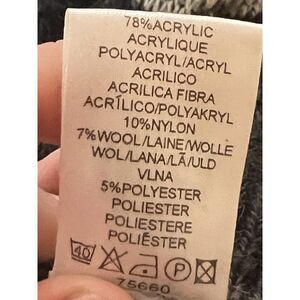 78%ACRYLIC
ACRYLIQUE
POLYACRYL/ACRYL
ACRILICO
ACRILICA FIBRA
ACRÍLICO/POLYAKRYL
10%NYLON
7%WOOL/LAINE/WOLLE
WOL/LANA/LÃ/ULD
VLNA
5%POLYESTER
POLIESTER
POLIESTERE
POLIÉSTER
40 P
75660